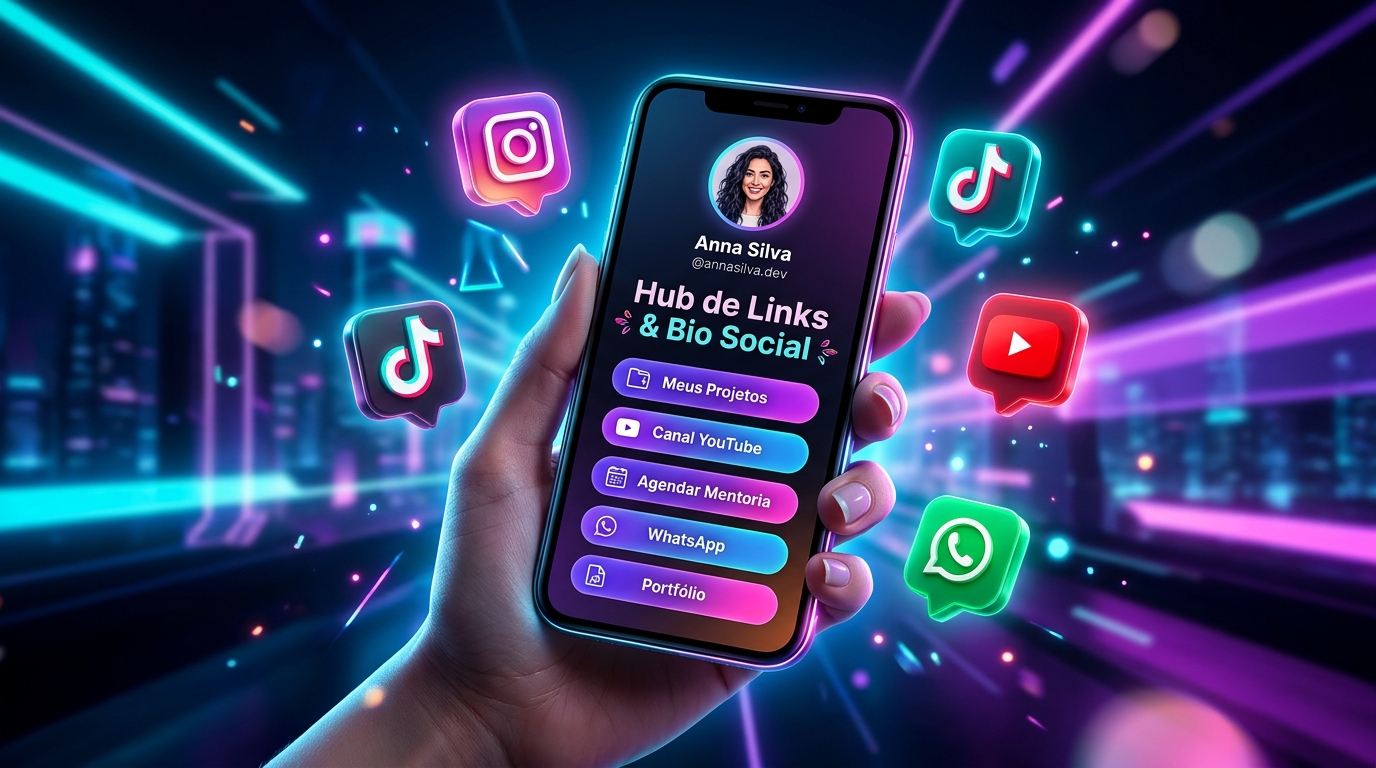 Anna Silva
@annasilva.dev
Hub de Links
& Bio Social
Meus Projetos
Canal YouTube
Agendar Mentoria
WhatsApp
Portfólio